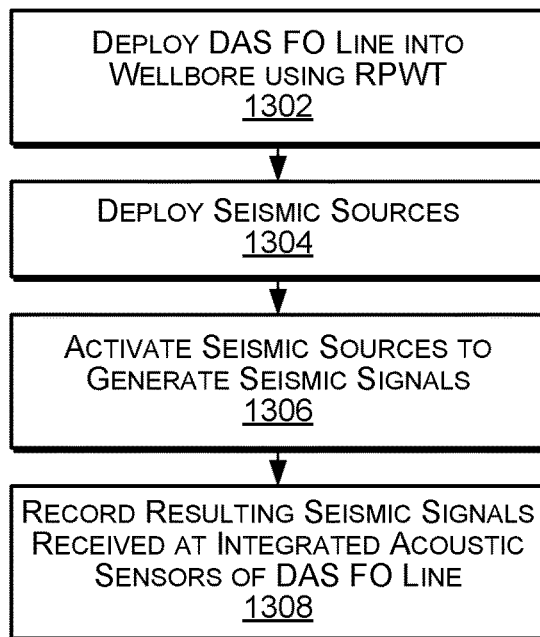 DEPLOY DAS FO LINE INTO
WELLBORE USING RPWT
1302
DEPLOY SEISMIC SOURCES
1304
ACTIVATE SEISMIC SOURCES TO
GENERATE SEISMIC SIGNALS
1306
RECORD RESULTING SEISMIC SIGNALS
RECEIVED AT INTEGRATED ACOUSTIC
SENSORS OF DAS FO LINE
1308